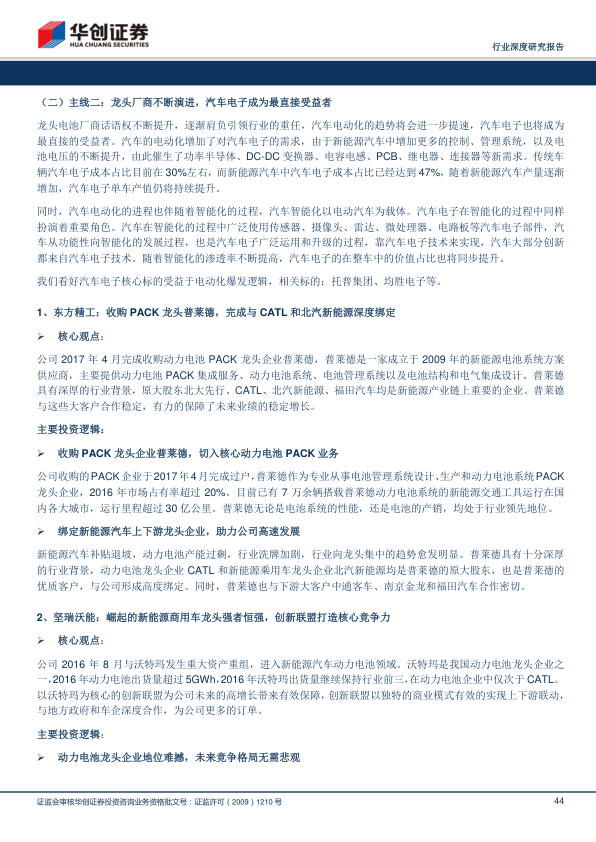 华创证券
HUA CHUANG SECURITIES
行业深度研究报告
（二）主线二：龙头厂商不断演进，汽车电子成为最直接受益者
龙头电池厂商话语权不断提升，逐渐肩负引领行业的重任，汽车电动化的趋势将会进一步提速，汽车电子也将成为
最直接的受益者。汽车的电动化增加了对汽车电子的需求，由于新能源汽车中增加更多的控制、管理系统，以及电
池电压的不断提升，由此催生了功率半导体、DC-DC 变换器、电容电感、PCB、继电器、连接器等新需求。传统车
辆汽车电子成本占比目前在 30%左右，而新能源汽车中汽车电子成本占比已经达到 47%，随着新能源汽车产量逐渐
增加，汽车电子单车产值仍将持续提升。
同时，汽车电动化的进程也伴随着智能化的过程，汽车智能化以电动汽车为载体。汽车电子在智能化的过程中同样
扮演着重要角色。汽车在智能化的过程中广泛使用传感器、摄像头、雷达、微处理器、电路板等汽车电子部件，汽
车从功能性向智能化的发展过程，也是汽车电子广泛运用和升级的过程，靠汽车电子技术来实现，汽车大部分创新
都来自汽车电子技术。随着智能化的渗透率不断提高，汽车电子的在整车中的价值占比也将同步提升。
我们看好汽车电子核心标的受益于电动化爆发逻辑，相关标的：托普集团、均胜电子等。
1、东方精工：收购 PACK 龙头普莱德，完成与 CATL 和北汽新能源深度绑定
➢ 核心观点：
公司 2017 年 4 月完成收购动力电池 PACK 龙头企业普莱德，普莱德是一家成立于 2009 年的新能源电池系统方案
供应商，主要提供动力电池 PACK 集成服务、动力电池系统、电池管理系统以及电池结构和电气集成设计。普莱德
具有深厚的行业背景，原大股东北大先行、CATL、北汽新能源、福田汽车均是新能源产业链上重要的企业。普莱德
与这些大客户合作稳定，有力的保障了未来业绩的稳定增长。
主要投资逻辑：
➢ 收购 PACK 龙头企业普莱德，切入核心动力电池 PACK 业务
公司收购的PACK企业于2017年4月完成过户，普莱德作为专业从事电池管理系统设计、生产和动力电池系统PACK
龙头企业，2016 年市场占有率超过 20%。目前已有 7 万余辆搭载普莱德动力电池系统的新能源交通工具运行在国
内各大城市，运行里程超过 30 亿公里。普莱德无论是电池系统的性能，还是电池的产销，均处于行业领先地位。
➢ 绑定新能源汽车上下游龙头企业，助力公司高速发展
新能源汽车补贴退坡，动力电池产能过剩，行业洗牌加剧，行业向龙头集中的趋势愈发明显。普莱德具有十分深厚
的行业背景，动力电池龙头企业 CATL 和新能源乘用车龙头企业北汽新能源均是普莱德的原大股东，也是普莱德的
优质客户，与公司形成高度绑定。同时，普莱德也与下游大客户中通客车、南京金龙和福田汽车合作密切。
2、坚瑞沃能：崛起的新能源商用车龙头强者恒强，创新联盟打造核心竞争力
➢ 核心观点：
公司 2016 年 8 月与沃特玛发生重大资产重组，进入新能源汽车动力电池领域。沃特玛是我国动力电池龙头企业之
一，2016年动力电池出货量超过5GWh，2016年沃特玛出货量继续保持行业前三，在动力电池企业中仅次于CATL。
以沃特玛为核心的创新联盟为公司未来的高增长带来有效保障，创新联盟以独特的商业模式有效的实现上下游联动，
与地方政府和车企深度合作，为公司更多的订单。
主要投资逻辑：
➢ 动力电池龙头企业地位难撼，未来竞争格局无需悲观
证监会审核华创证券投资咨询业务资格批文号：证监许可（2009）1210 号
44